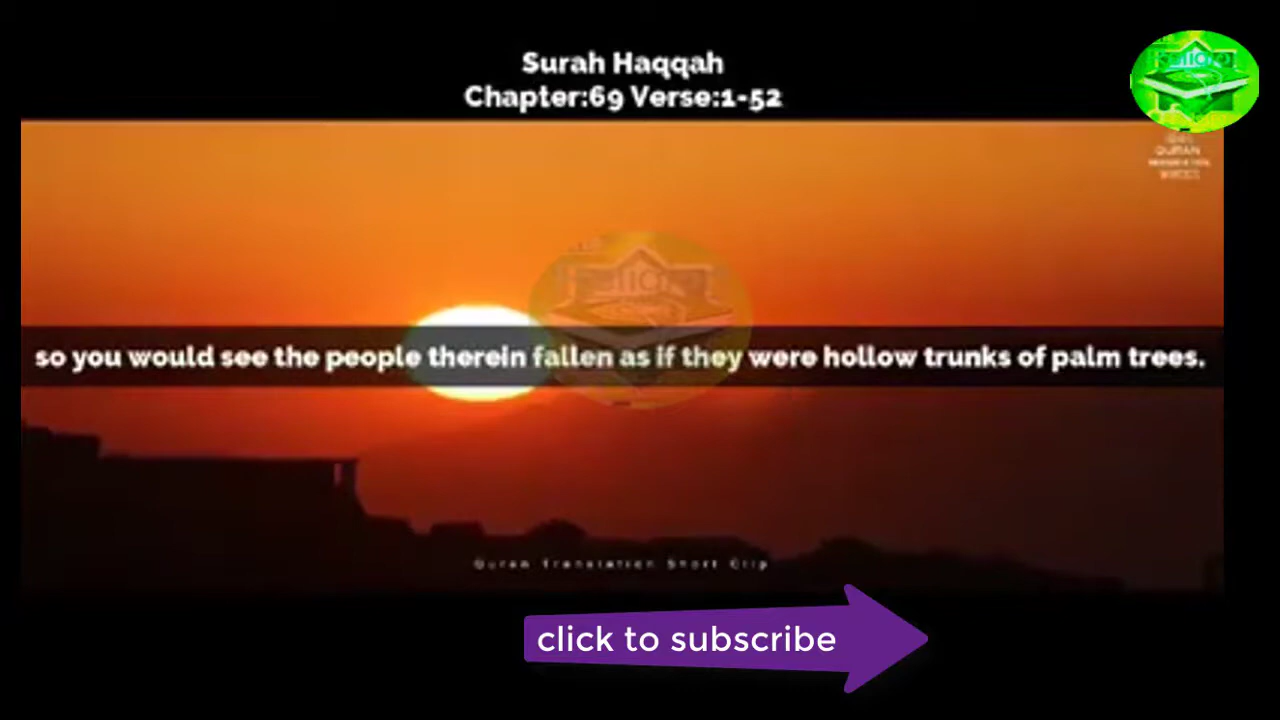 Surah Haqqah
Chapter:69 Verse:1-52
QURAN
so you would see the people therein fallen as if they were hollow trunks of palm trees.
Quran Translation Short Clip
click to subscribe